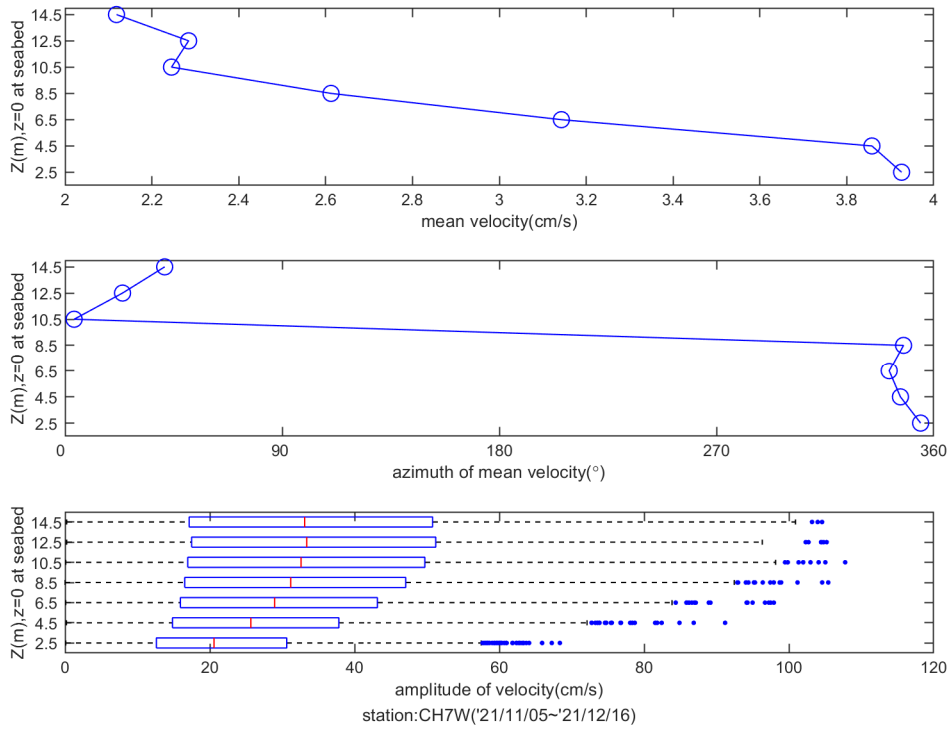 Z(m),z=0 at seabed
14.5
12.5
10.5
8.5
6.5
4.5
2.5
2 2.2 2.4 2.6 2.8 3 3.2 3.4 3.6 3.8 4
mean velocity(cm/s)
Z(m),z=0 at seabed
14.5
12.5
10.5
8.5
6.5
4.5
2.5
0 90 180 270 360
azimuth of mean velocity(°)
Z(m),z=0 at seabed
14.5
12.5
10.5
8.5
6.5
4.5
2.5
0 20 40 60 80 100 120
amplitude of velocity(cm/s)
station:CH7W('21/11/05~'21/12/16)